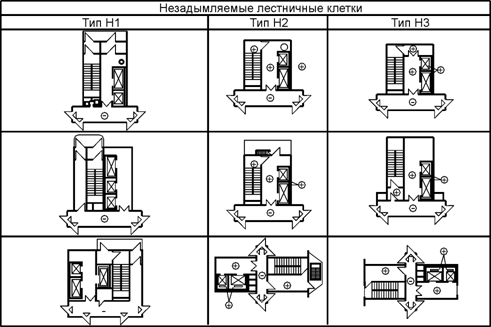 Незадымляемые лестничные клетки
Тип Н1
Тип Н2
Тип Н3